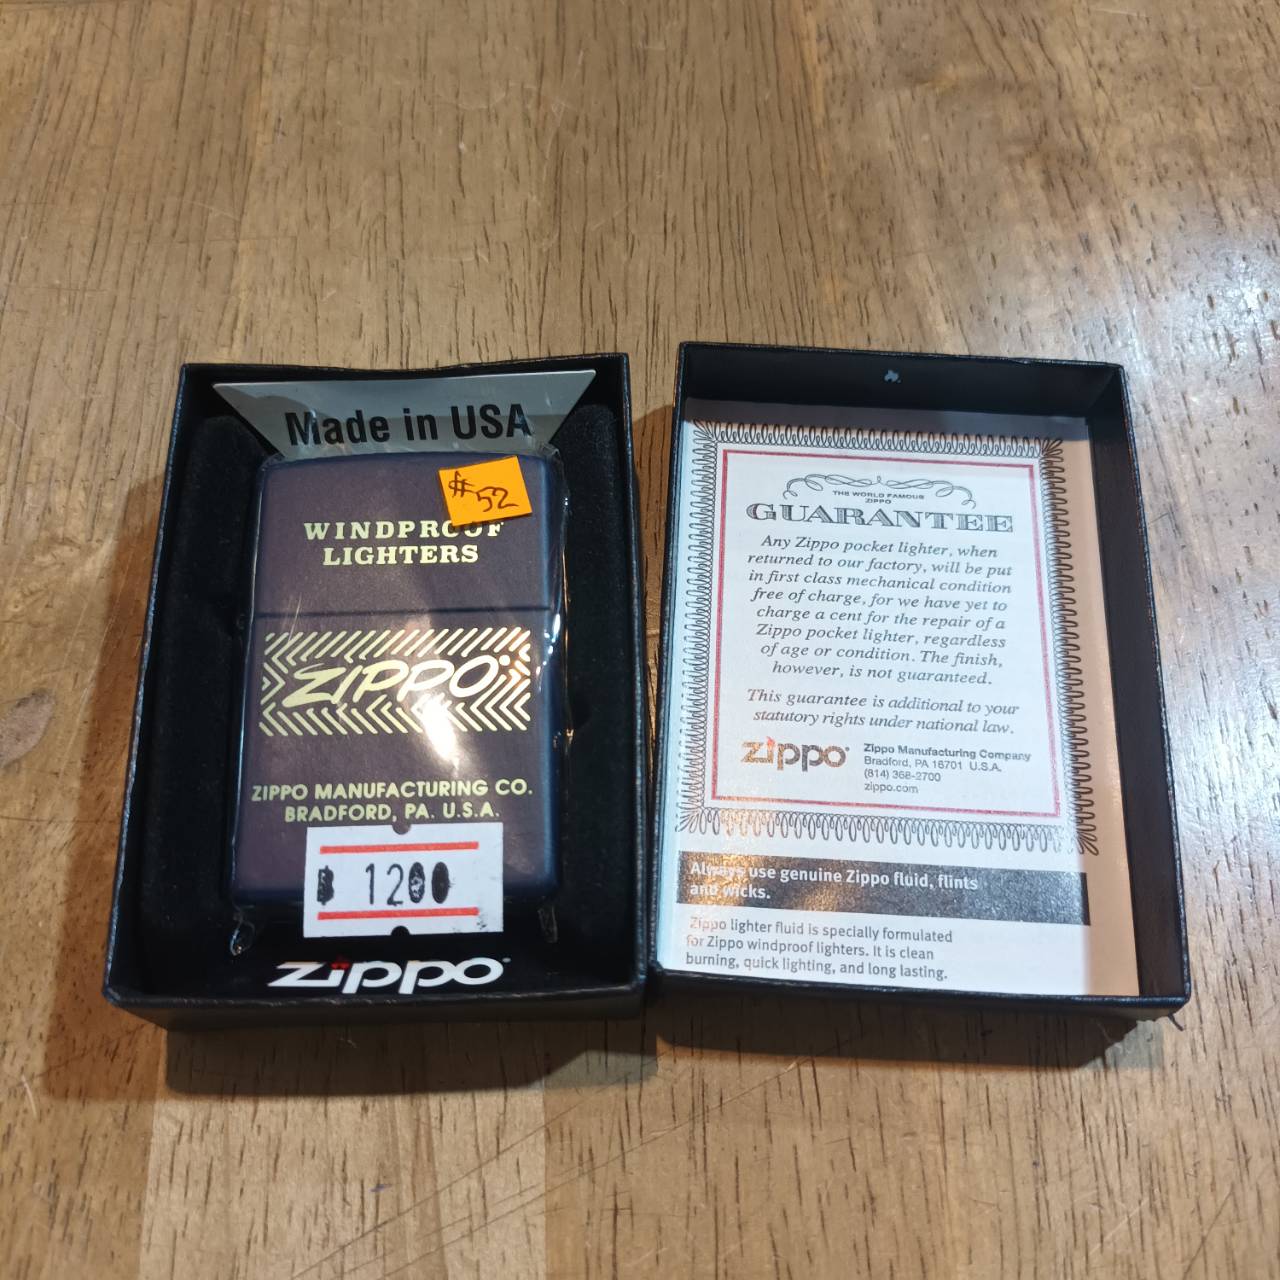 Made in USA
$52
WINDPROOF
LIGHTERS
ZIPPO
ZIPPO MANUFACTURING CO.
BRADFORD, PA. U.S.A.
฿ 1200
zippo
THE WORLD FAMOUS
ZIPPO
GUARANTEE
Any Zippo pocket lighter, when
returned to our factory, will be put
in first class mechanical condition
free of charge, for we have yet to
charge a cent for the repair of a
Zippo pocket lighter, regardless
of age or condition. The finish,
however, is not guaranteed.
This guarantee is additional to your
statutory rights under national law.
zippo
Zippo Manufacturing Company
Bradford, PA 16701 U.S.A.
(814) 368-2700
zippo.com
Always use genuine Zippo fluid, flints
and wicks.
Zippo lighter fluid is specially formulated
for Zippo windproof lighters. It is clean
burning, quick lighting, and long lasting.